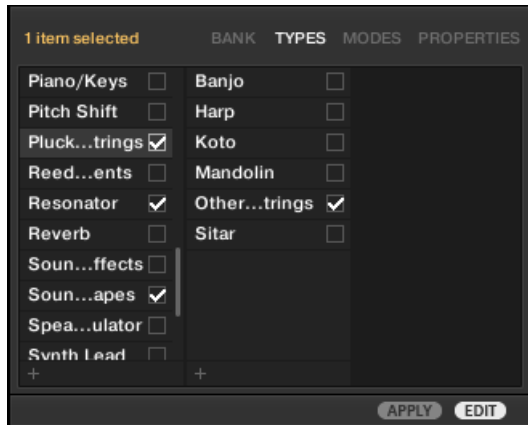 1 item selected BANK TYPES MODES PROPERTIES
Piano/Keys Banjo
Pitch Shift Harp
Pluck...trings Koto
Reed...ents Mandolin
Resonator Other...trings
Reverb Sitar
Soun...ffects
Soun...apes
Spea...ulator
Synth Lead
+ +
APPLY EDIT